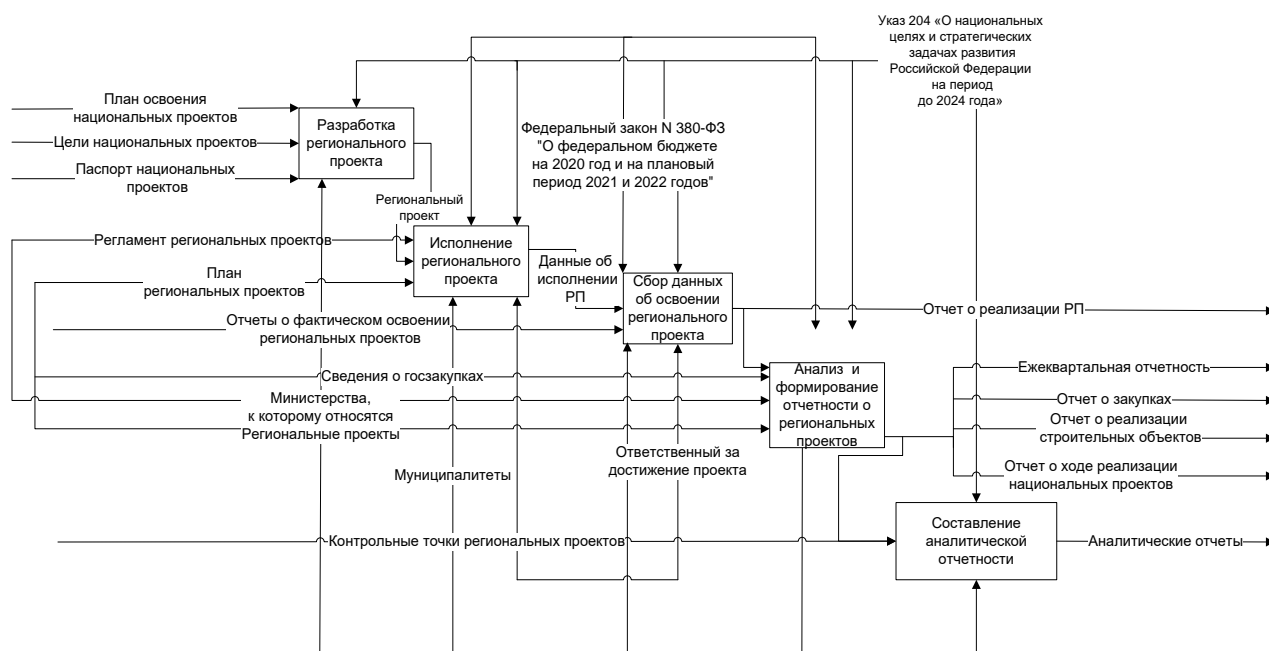 Указ 204 «О национальных
целях и стратегических
задачах развития
Российской Федерации
на период
до 2024 года»
План освоения
национальных проектов
Цели национальных проектов
Паспорт национальных
проектов
Разработка
регионального
проекта
Федеральный закон N 380-ФЗ
"О федеральном бюджете
на 2020 год и на плановый
период 2021 и 2022 годов"
Региональный
проект
Регламент региональных проектов
Исполнение
регионального
проекта
План
региональных проектов
Данные об
исполнении
РП
Сбор данных
об освоении
регионального
проекта
Отчет о реализации РП
Отчеты о фактическом освоении
региональных проектов
Сведения о госзакупках
Министерства,
к которому относятся
Региональные проекты
Анализ и
формирование
отчетности о
региональных
проектов
Ежеквартальная отчетность
Отчет о закупках
Отчет о реализации
строительных объектов
Отчет о ходе реализации
национальных проектов
Муниципалитеты
Ответственный за
достижение проекта
Контрольные точки региональных проектов
Составление
аналитической
отчетности
Аналитические отчеты